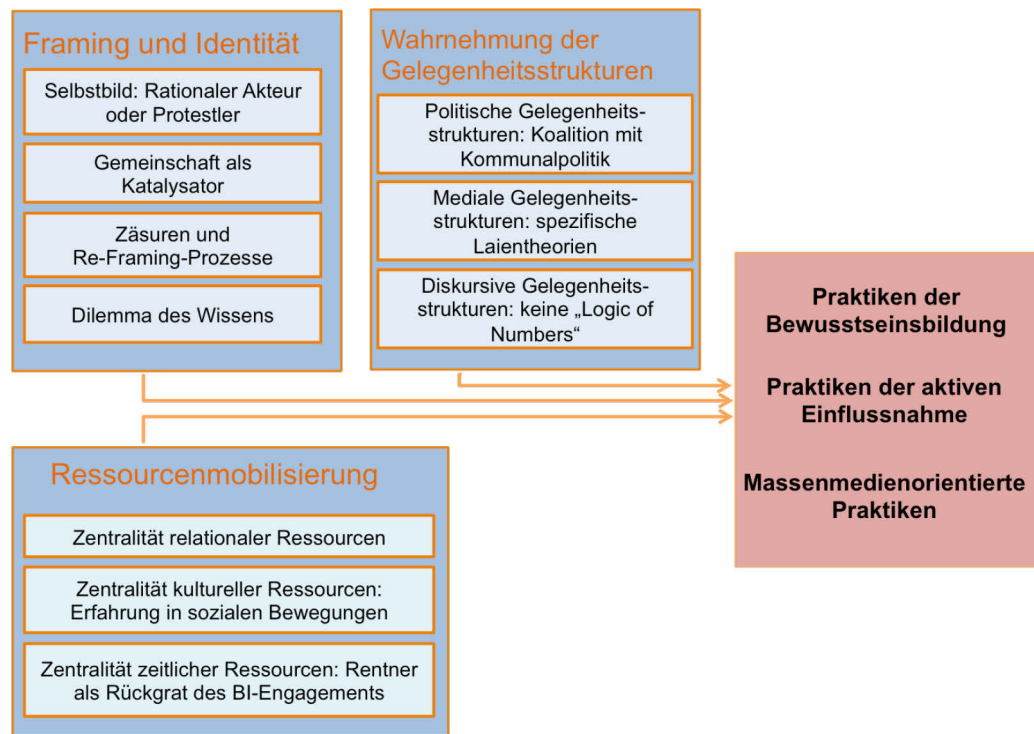 Framing und Identität
Selbstbild: Rationaler Akteur
oder Protestler
Gemeinschaft als
Katalysator
Zäsuren und
Re-Framing-Prozesse
Dilemma des Wissens
Wahrnehmung der
Gelegenheitsstrukturen
Politische Gelegenheits-
strukturen: Koalition mit
Kommunalpolitik
Mediale Gelegenheits-
strukturen: spezifische
Laientheorien
Diskursive Gelegenheits-
strukturen: keine „Logic of
Numbers“
Ressourcenmobilisierung
Zentralität relationaler Ressourcen
Zentralität kultureller Ressourcen:
Erfahrung in sozialen Bewegungen
Zentralität zeitlicher Ressourcen: Rentner
als Rückgrat des BI-Engagements
Praktiken der
Bewusstseinsbildung
Praktiken der aktiven
Einflussnahme
Massenmedienorientierte
Praktiken